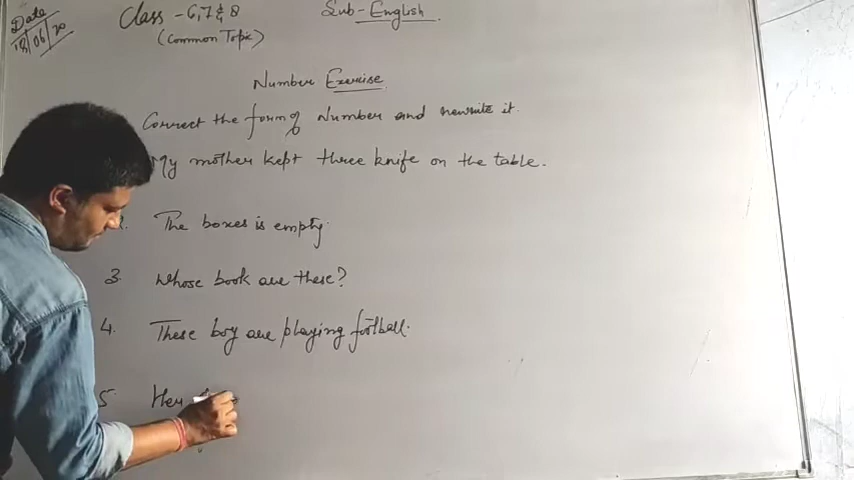 Date
18/06/20
Class - 6, 7 & 8
Sub - English
(Common Topic)
Number Exercise
Correct the form of Number and rewrite it.
My mother kept three knife on the table.
2. The boxes is empty.
3. Whose book are these?
4. These boy are playing football.
5. Her